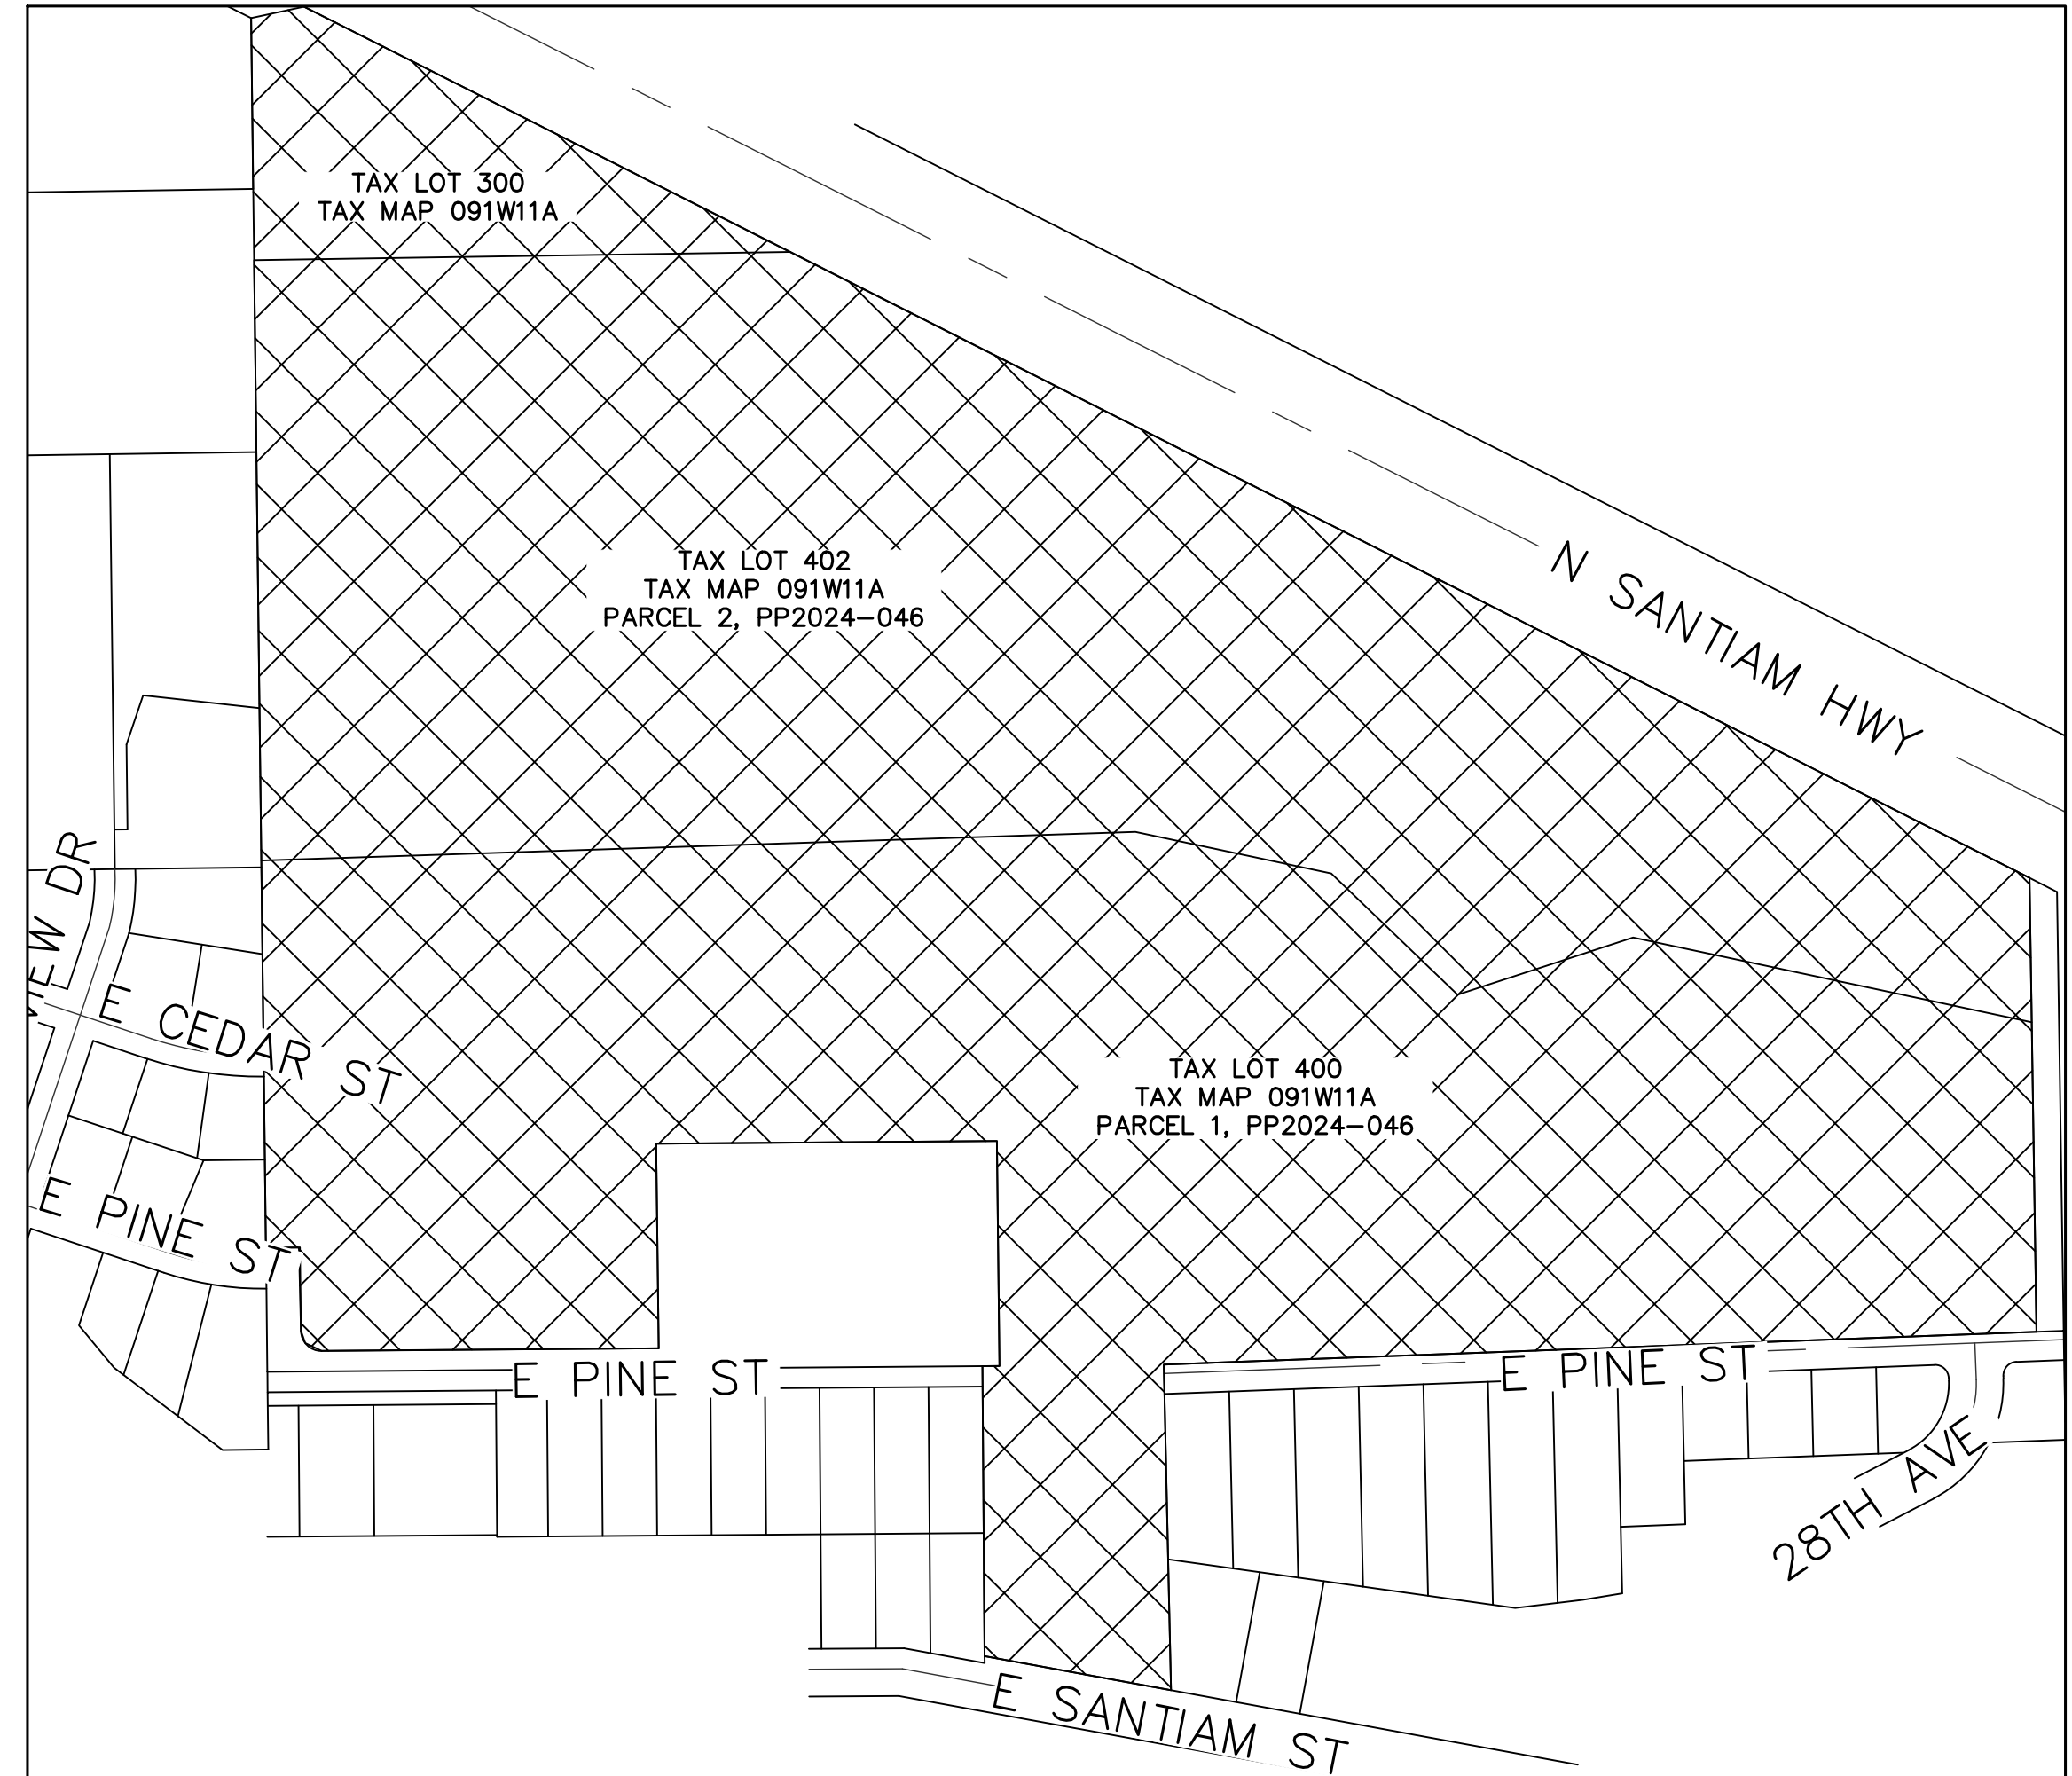 TAX LOT 300
TAX MAP 091W11A
TAX LOT 402
TAX MAP 091W11A
PARCEL 2, PP2024-046
N SANTIAM HWY
DR
E CEDAR ST
TAX LOT 400
TAX MAP 091W11A
PARCEL 1, PP2024-046
E PINE ST
E PINE ST
E PINE ST
28TH AVE
E SANTIAM ST